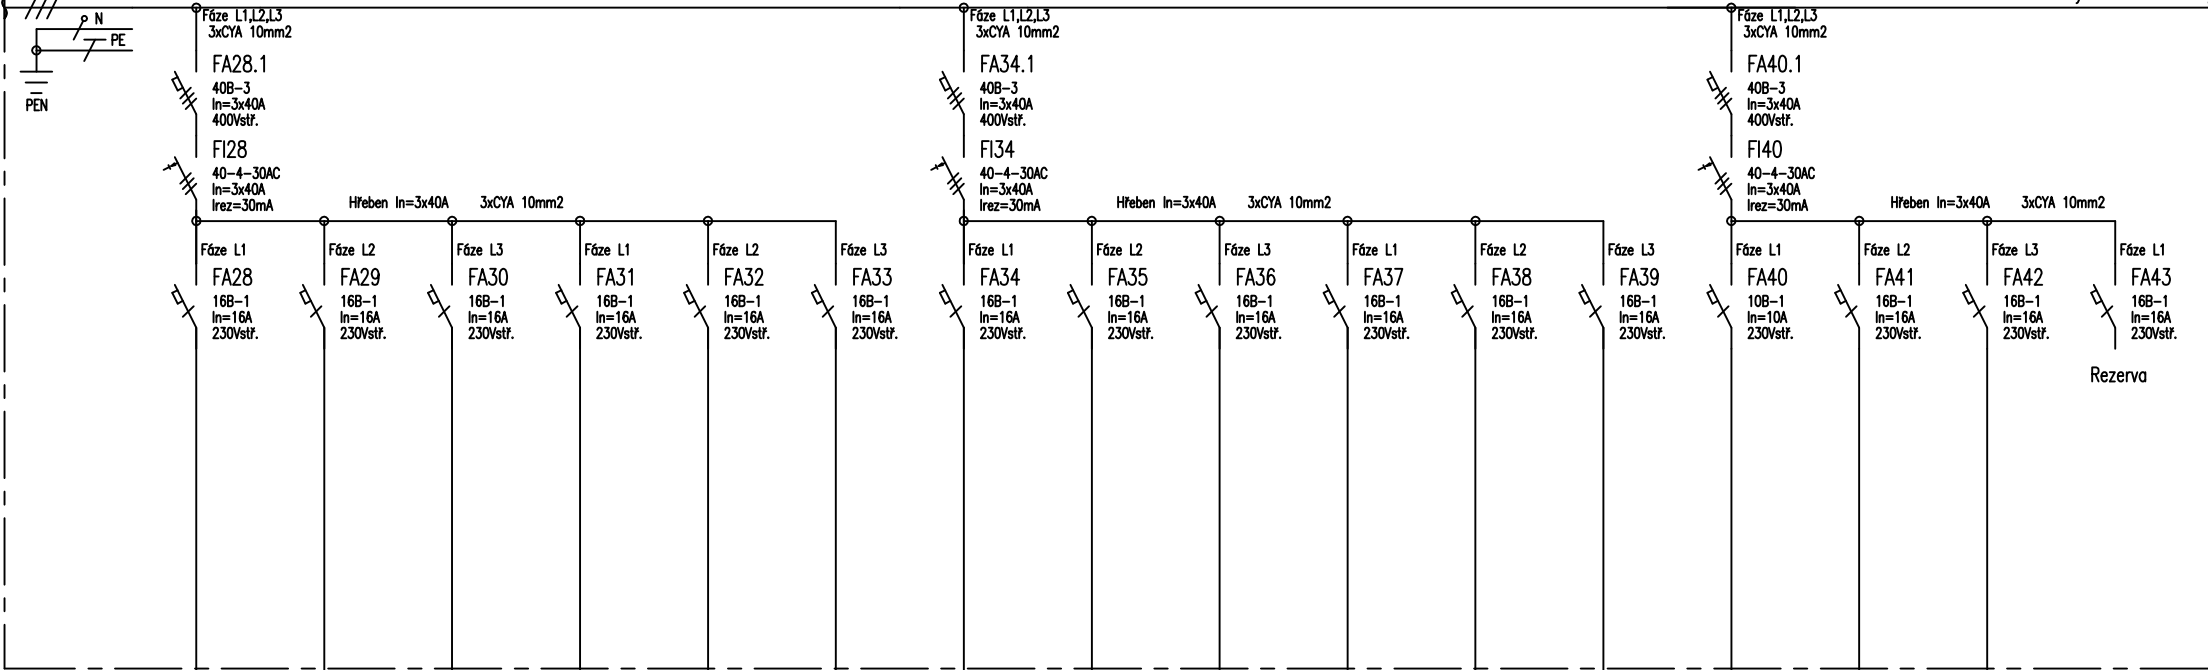 N
PE
PEN
Fáze L1,L2,L3
3xCYA 10mm2
FA28.1
40B-3
In=3x40A
400Vstř.
FI28
40-4-30AC
In=3x40A
Irez=30mA
Hřeben In=3x40A 3xCYA 10mm2
Fáze L1
FA28
16B-1
In=16A
230Vstř.
Fáze L2
FA29
16B-1
In=16A
230Vstř.
Fáze L3
FA30
16B-1
In=16A
230Vstř.
Fáze L1
FA31
16B-1
In=16A
230Vstř.
Fáze L2
FA32
16B-1
In=16A
230Vstř.
Fáze L3
FA33
16B-1
In=16A
230Vstř.
Fáze L1,L2,L3
3xCYA 10mm2
FA34.1
40B-3
In=3x40A
400Vstř.
FI34
40-4-30AC
In=3x40A
Irez=30mA
Hřeben In=3x40A 3xCYA 10mm2
Fáze L1
FA34
16B-1
In=16A
230Vstř.
Fáze L2
FA35
16B-1
In=16A
230Vstř.
Fáze L3
FA36
16B-1
In=16A
230Vstř.
Fáze L1
FA37
16B-1
In=16A
230Vstř.
Fáze L2
FA38
16B-1
In=16A
230Vstř.
Fáze L3
FA39
16B-1
In=16A
230Vstř.
Fáze L1,L2,L3
3xCYA 10mm2
FA40.1
40B-3
In=3x40A
400Vstř.
FI40
40-4-30AC
In=3x40A
Irez=30mA
Hřeben In=3x40A 3xCYA 10mm2
Fáze L1
FA40
10B-1
In=10A
230Vstř.
Fáze L2
FA41
16B-1
In=16A
230Vstř.
Fáze L3
FA42
16B-1
In=16A
230Vstř.
Fáze L1
FA43
16B-1
In=16A
230Vstř.
Rezerva